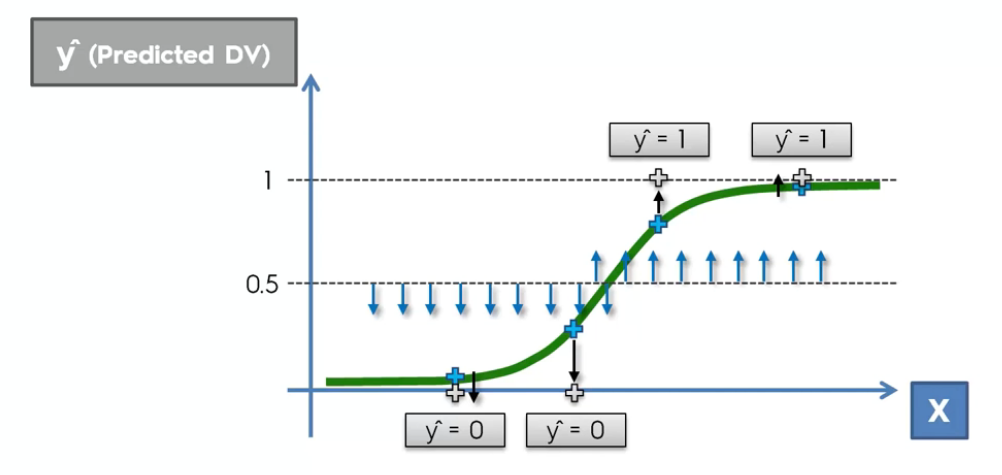 ŷ (Predicted DV)
ŷ = 1
ŷ = 1
1
0.5
ŷ = 0
ŷ = 0
X